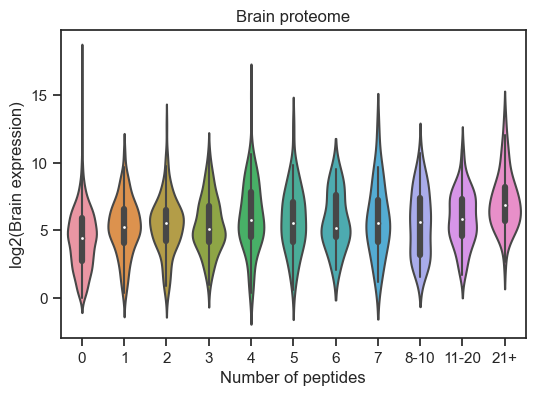 Brain proteome
log2(Brain expression)
15
10
5
0
0 1 2 3 4 5 6 7 8-10 11-20 21+
Number of peptides